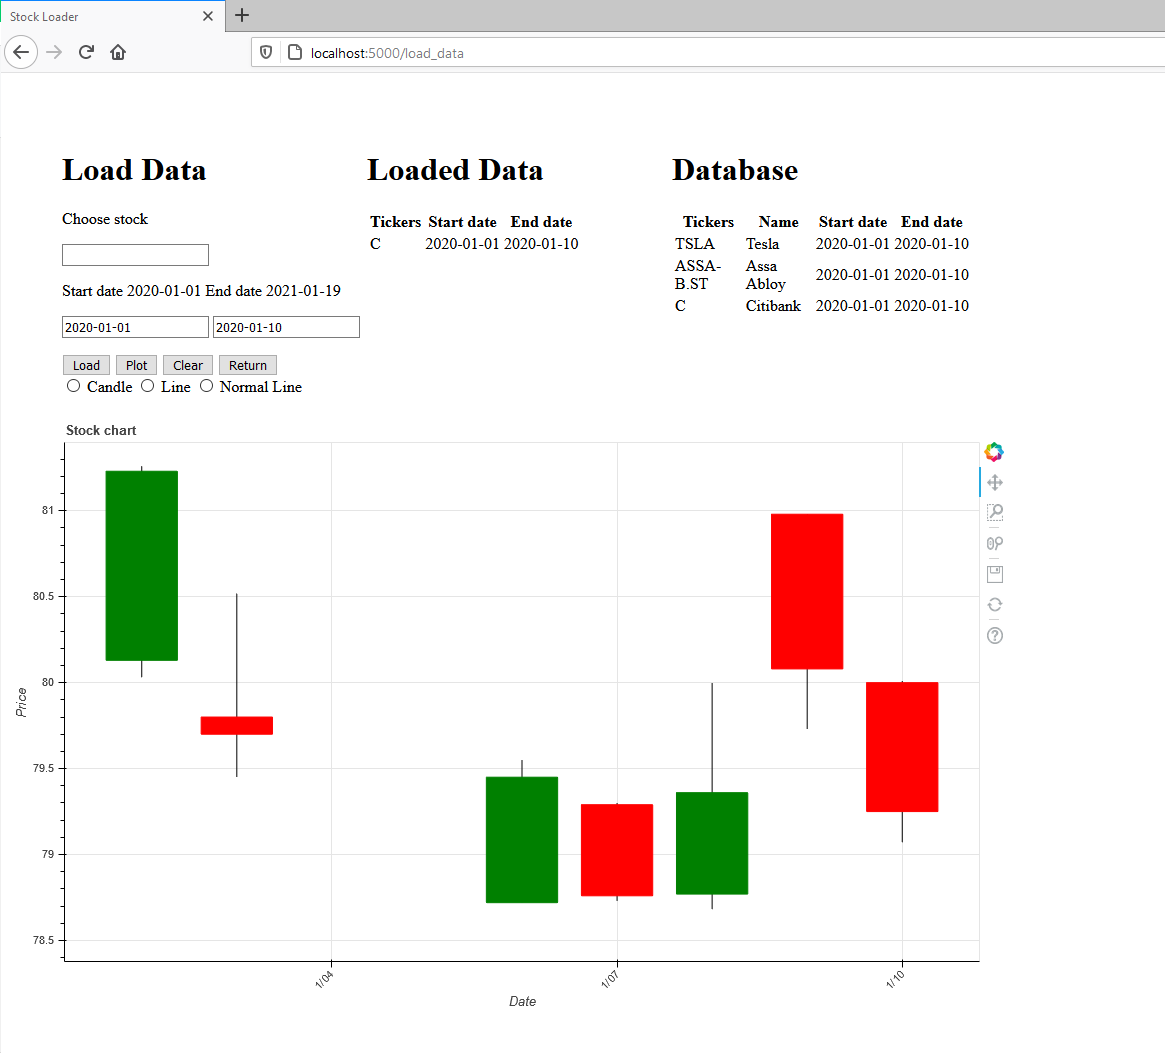 Stock Loader
localhost:5000/load_data
Load Data
Choose stock
Start date 2020-01-01 End date 2021-01-19
2020-01-01 2020-01-10
Load Plot Clear Return
Candle Line Normal Line
Loaded Data
Tickers Start date End date
C 2020-01-01 2020-01-10
Database
Tickers Name Start date End date
TSLA Tesla 2020-01-01 2020-01-10
ASSA- Assa
B.ST Abloy 2020-01-01 2020-01-10
C Citibank 2020-01-01 2020-01-10
Stock chart
81
80.5
80
79.5
79
78.5
Price
1/04 1/07 1/10
Date